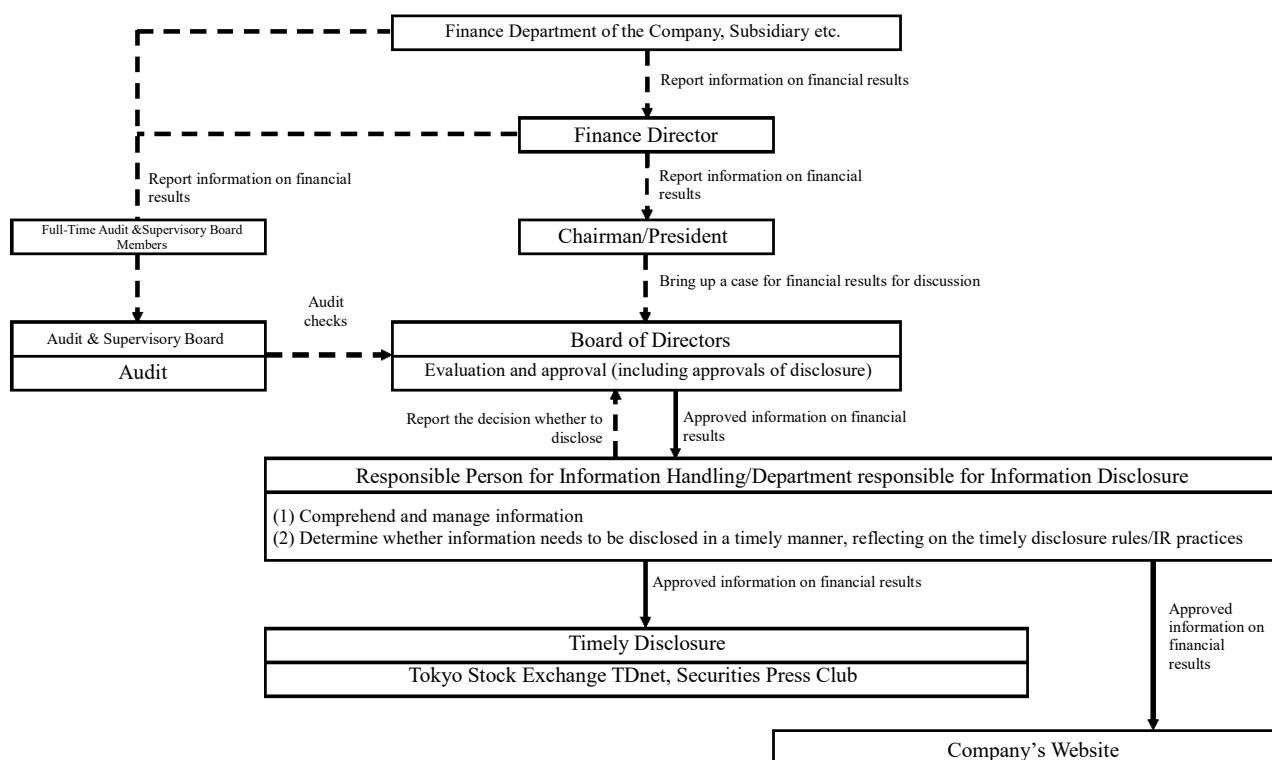 Finance Department of the Company, Subsidiary etc.
Report information on financial results
Finance Director
Report information on financial
results
Report information on financial
results
Full-Time Audit &Supervisory Board
Members
Chairman/President
Bring up a case for financial results for discussion
Audit
checks
Audit & Supervisory Board
Audit
Board of Directors
Evaluation and approval (including approvals of disclosure)
Report the decision whether to
disclose
Approved information on financial
results
Responsible Person for Information Handling/Department responsible for Information Disclosure
(1) Comprehend and manage information
(2) Determine whether information needs to be disclosed in a timely manner, reflecting on the timely disclosure rules/IR practices
Approved information on financial results
Approved
information on
financial
results
Timely Disclosure
Tokyo Stock Exchange TDnet, Securities Press Club
Company’s Website